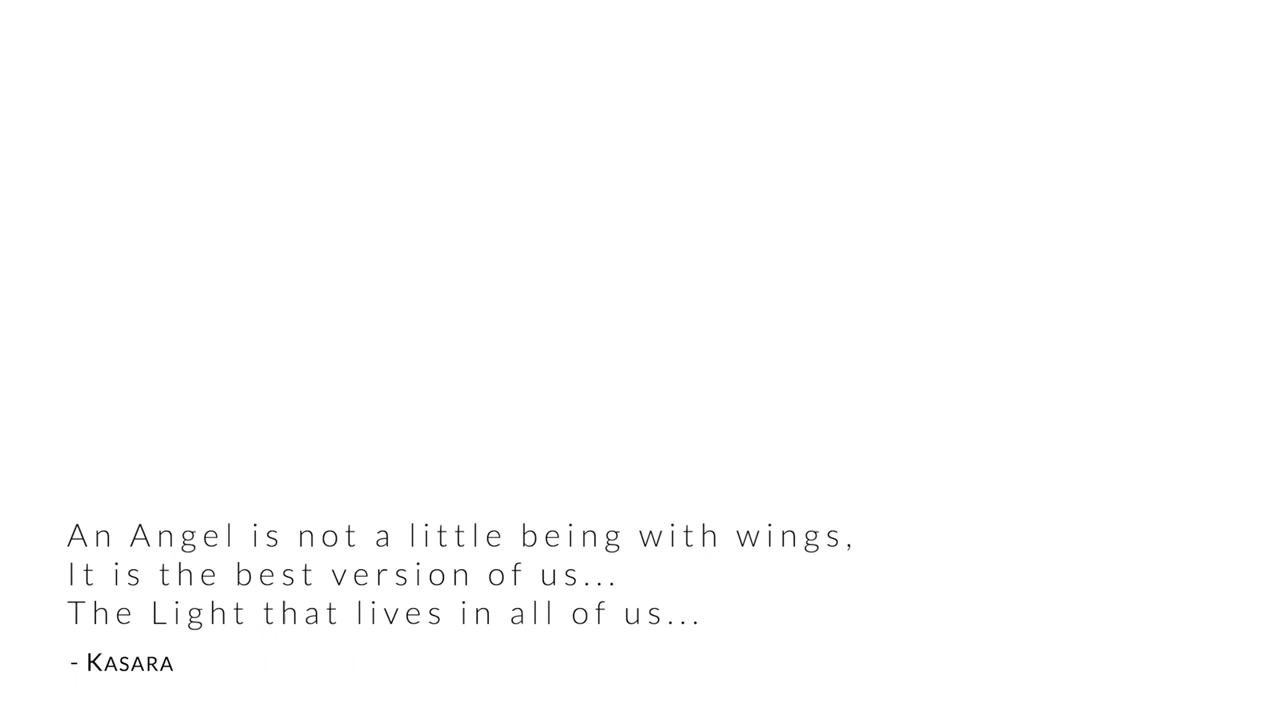 An Angel is not a little being with wings,
It is the best version of us...
The Light that lives in all of us...
- KASARA